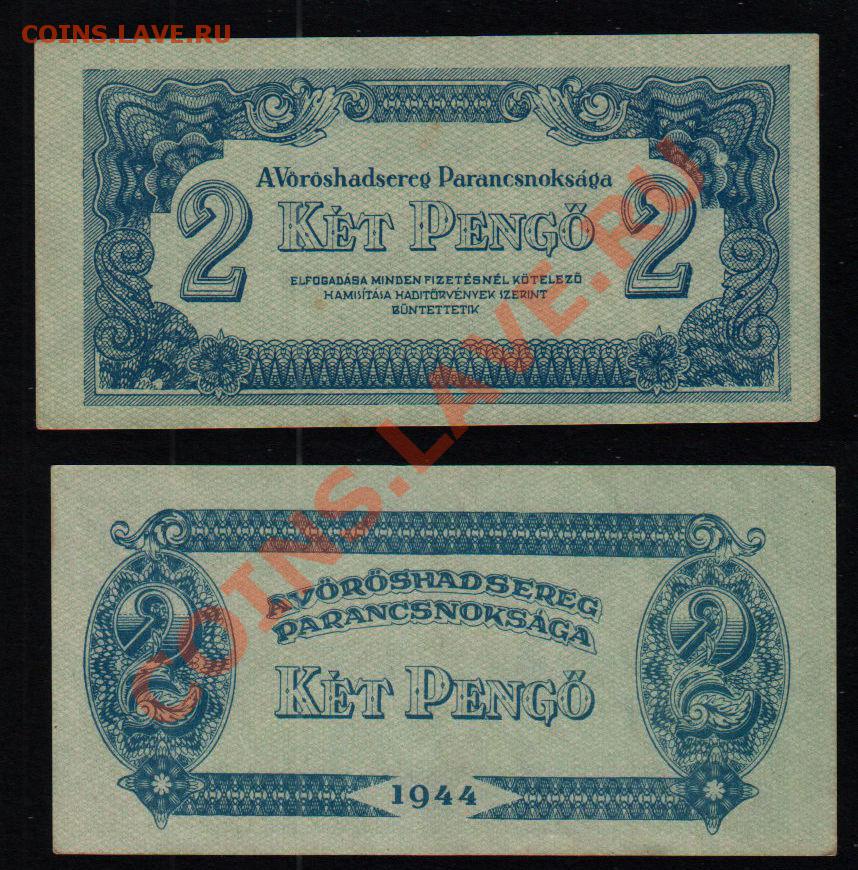 COINS.LAVE.RU
A Vöröshadsereg Parancsnoksága
2 KÉT PENGŐ 2
ELFOGADÁSA MINDEN FIZETÉSNÉL KÖTELEZŐ
HAMISÍTÁSA HADITÖRVÉNYEK SZERINT
BÜNTETTETIK
COINS.LAVE.RU
A VÖRÖSHADSEREG
PARANCSNOKSÁGA
2 KÉT PENGŐ 2
1944